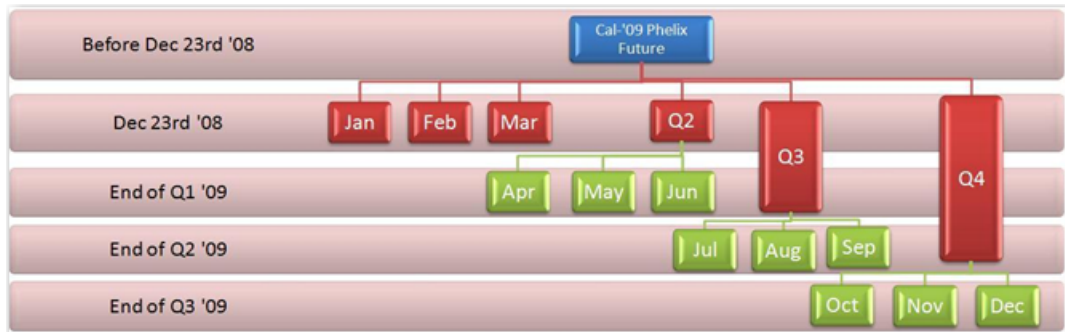 Before Dec 23rd '08
Cal-'09 Phelix
Future
Dec 23rd '08
Jan
Feb
Mar
Q2
Q3
Q4
End of Q1 '09
Apr
May
Jun
End of Q2 '09
Jul
Aug
Sep
End of Q3 '09
Oct
Nov
Dec